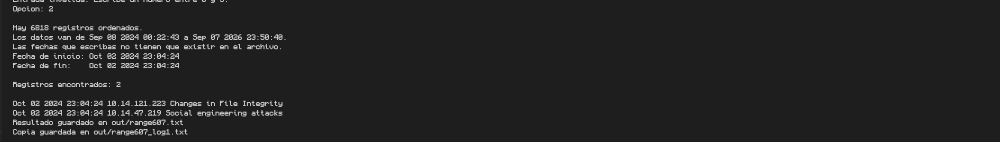 Entrada invalida. Escribe un numero entre 0 y 5.
Opcion: 2
Hay 6818 registros ordenados.
Los datos van de Sep 08 2024 00:22:43 a Sep 07 2026 23:50:40.
Las fechas que escribas no tienen que existir en el archivo.
Fecha de inicio: Oct 02 2024 23:04:24
Fecha de fin:    Oct 02 2024 23:04:24
Registros encontrados: 2
Oct 02 2024 23:04:24 10.14.121.223 Changes in File Integrity
Oct 02 2024 23:04:24 10.14.47.219 Social engineering attacks
Resultado guardado en out/range607.txt
Copia guardada en out/range607_log1.txt